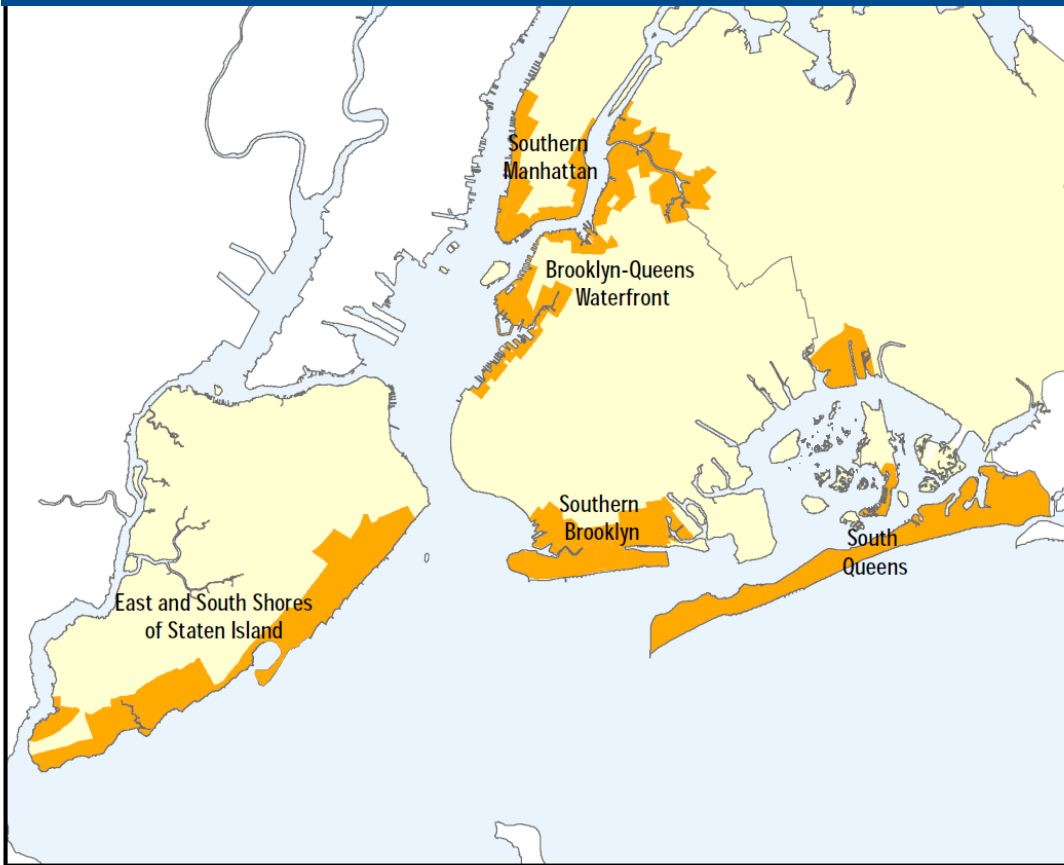 Southern
Manhattan
Brooklyn-Queens
Waterfront
Southern
Brooklyn
South
Queens
East and South Shores
of Staten Island